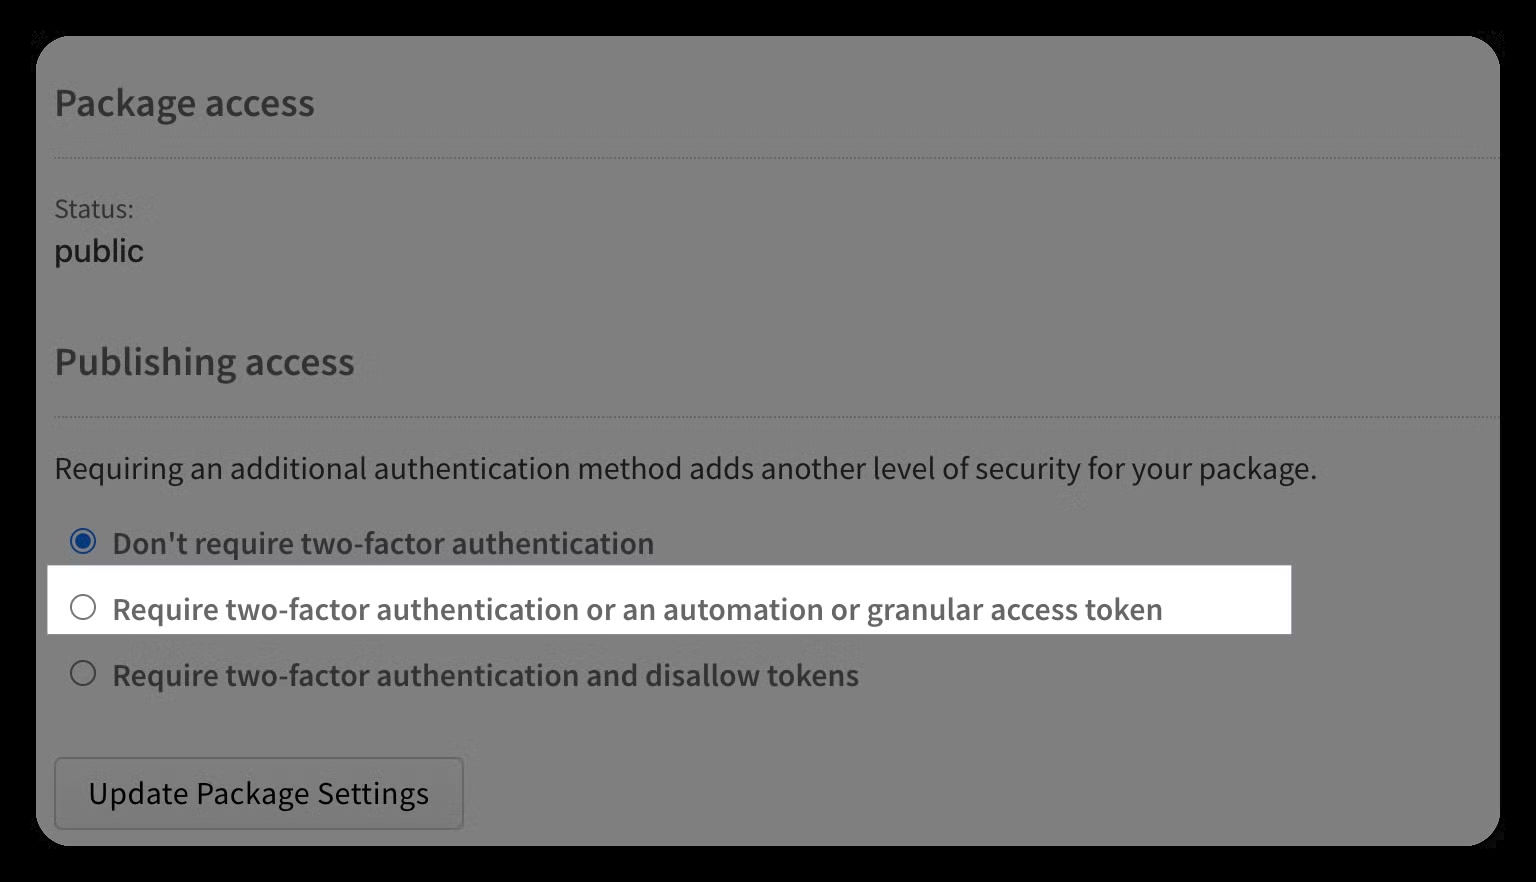 Package access
Status:
public
Publishing access
Requiring an additional authentication method adds another level of security for your package.
Don't require two-factor authentication
Require two-factor authentication or an automation or granular access token
Require two-factor authentication and disallow tokens
Update Package Settings